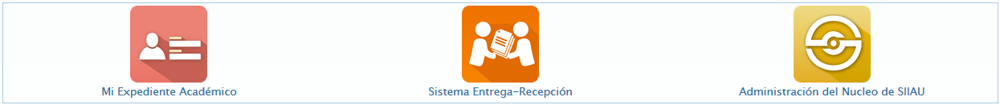 Mi Expediente Académico
Sistema Entrega-Recepción
Administración del Nucleo de SIIAU